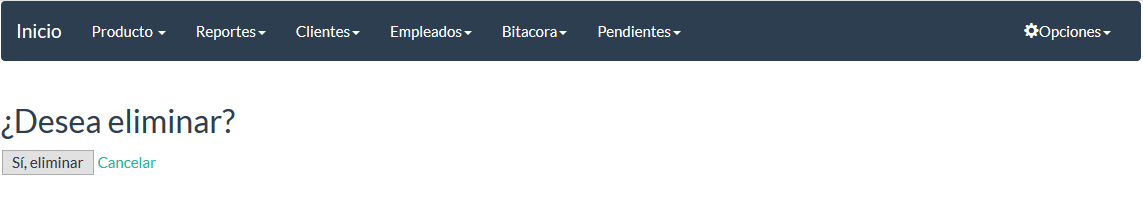 Inicio Producto Reportes Clientes Empleados Bitacora Pendientes Opciones
¿Desea eliminar?
Sí, eliminar Cancelar